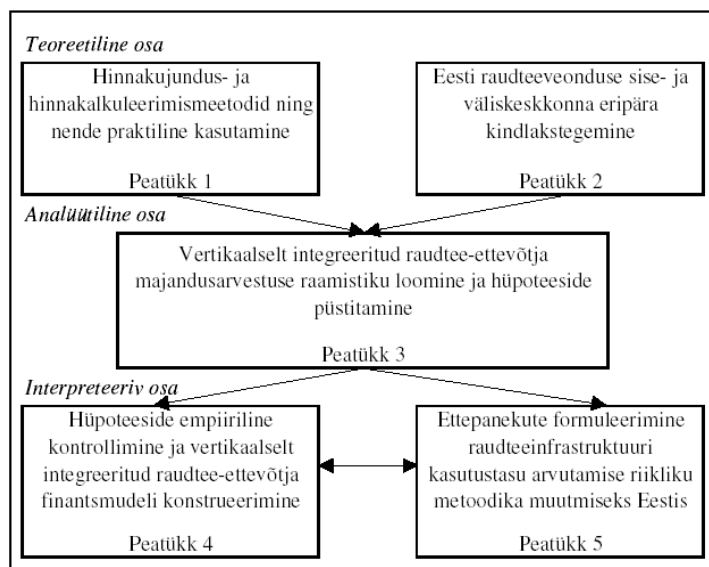 Teoreetiline osa
Hinnakujundus- ja
hinnakalkuleerimismeetodid ning
nende praktiline kasutamine
Peatükk 1
Eesti raudteeveonduse sise- ja
väliskeskkonna eripära
kindlakstegemine
Peatükk 2
Analüütiline osa
Vertikaalselt integreeritud raudtee-ettevõtja
majandusarvestuse raamistiku loomine ja hüpoteeside
püstitamine
Peatükk 3
Interpreteeriv osa
Hüpoteeside empiiriline
kontrollimine ja vertikaalselt
integreeritud raudtee-ettevõtja
finantsmudeli konstrueerimine
Peatükk 4
Ettepanekute formuleerimine
raudteeinfrastruktuuri
kasutustasu arvutamise riikliku
metoodika muutmiseks Eestis
Peatükk 5